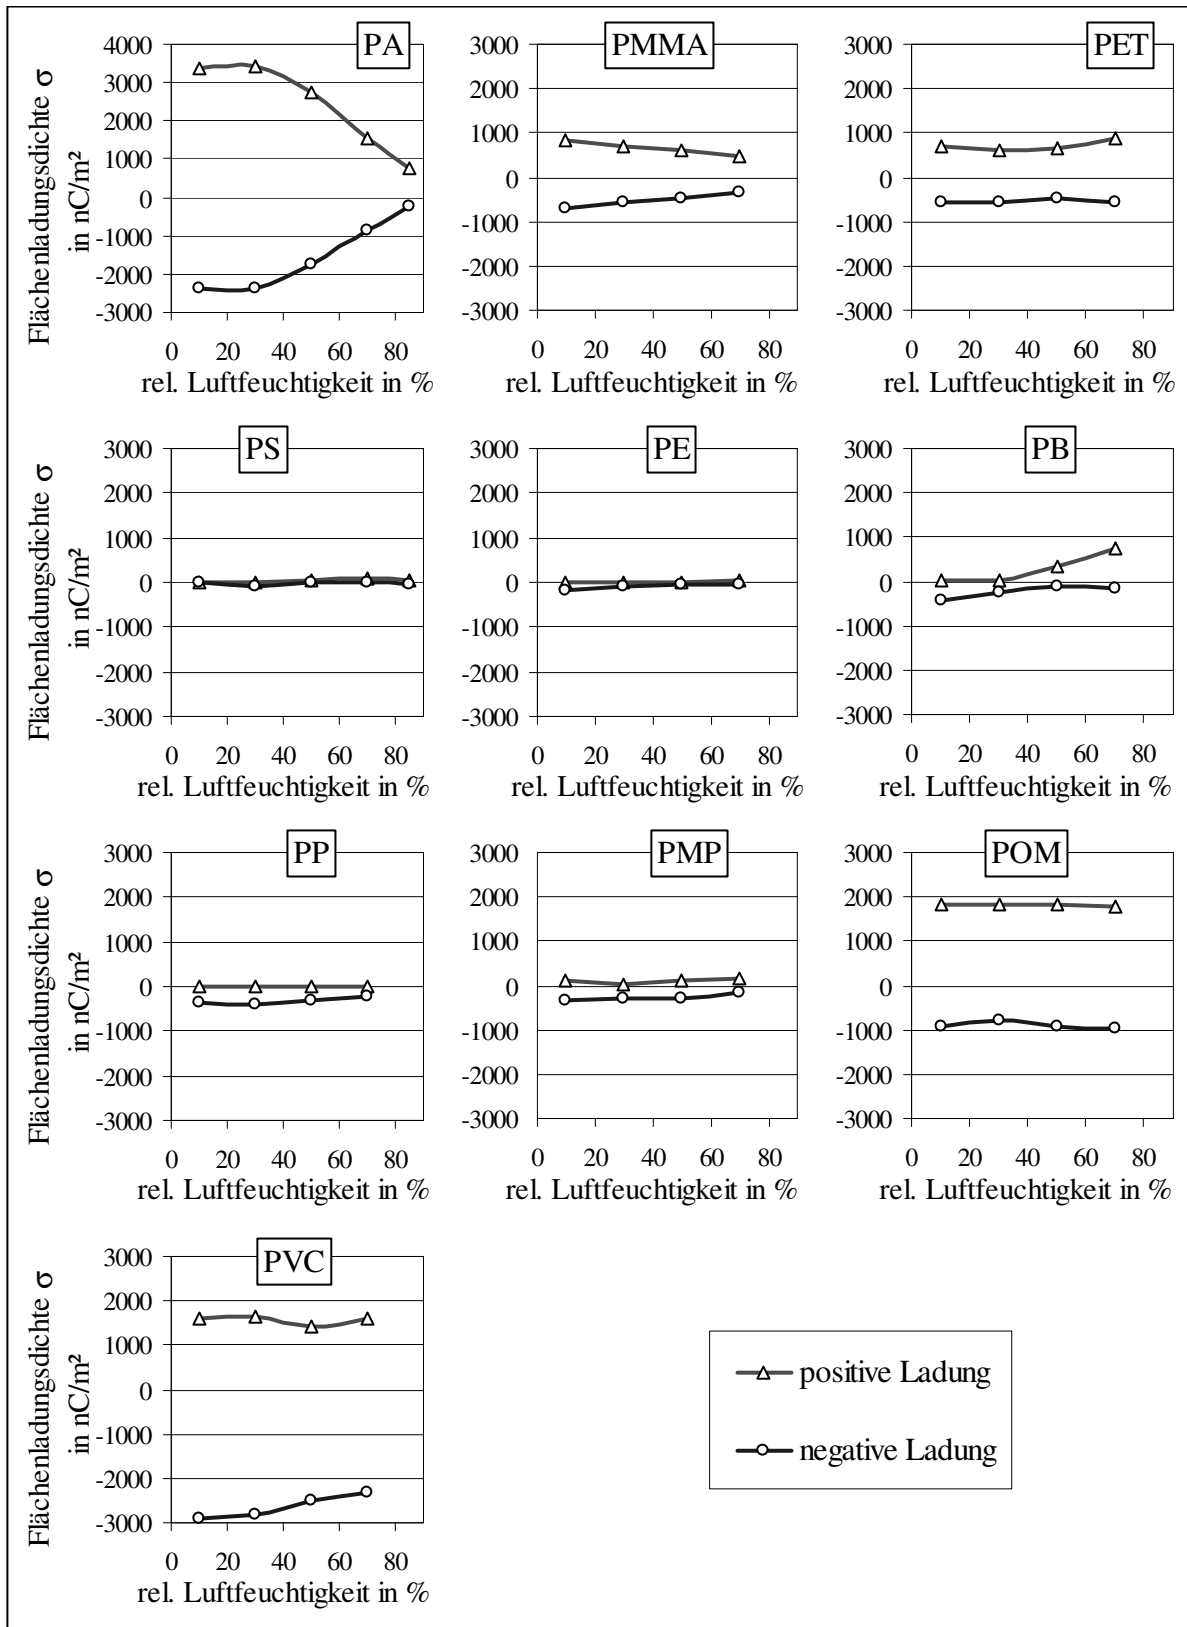 PA
PMMA
PET
Flächenladungsdichte σ
in nC/m²
4000
3000
2000
1000
0
-1000
-2000
-3000
0 20 40 60 80
rel. Luftfeuchtigkeit in %
3000
2000
1000
0
-1000
-2000
-3000
0 20 40 60 80
rel. Luftfeuchtigkeit in %
3000
2000
1000
0
-1000
-2000
-3000
0 20 40 60 80
rel. Luftfeuchtigkeit in %
PS
PE
PB
Flächenladungsdichte σ
in nC/m²
3000
2000
1000
0
-1000
-2000
-3000
0 20 40 60 80
rel. Luftfeuchtigkeit in %
3000
2000
1000
0
-1000
-2000
-3000
0 20 40 60 80
rel. Luftfeuchtigkeit in %
3000
2000
1000
0
-1000
-2000
-3000
0 20 40 60 80
rel. Luftfeuchtigkeit in %
PP
PMP
POM
Flächenladungsdichte σ
in nC/m²
3000
2000
1000
0
-1000
-2000
-3000
0 20 40 60 80
rel. Luftfeuchtigkeit in %
3000
2000
1000
0
-1000
-2000
-3000
0 20 40 60 80
rel. Luftfeuchtigkeit in %
3000
2000
1000
0
-1000
-2000
-3000
0 20 40 60 80
rel. Luftfeuchtigkeit in %
PVC
Flächenladungsdichte σ
in nC/m²
3000
2000
1000
0
-1000
-2000
-3000
0 20 40 60 80
rel. Luftfeuchtigkeit in %
positive Ladung
negative Ladung